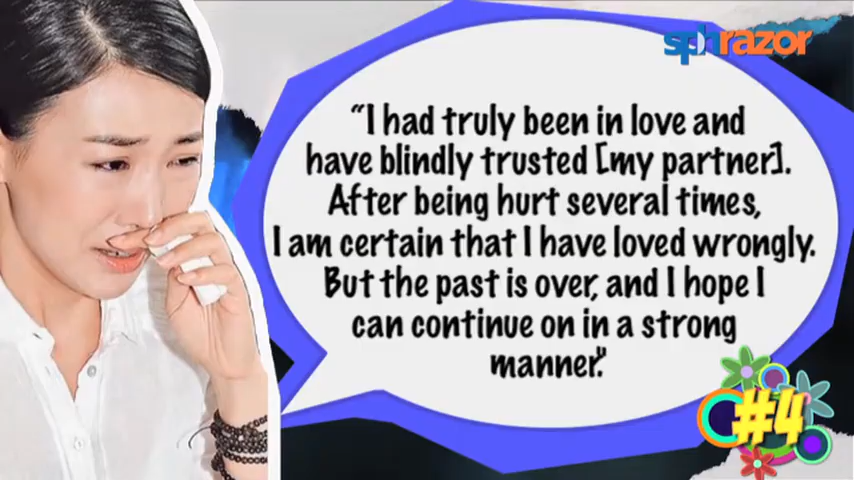 sphrazor
"I had truly been in love and
have blindly trusted [my partner].
After being hurt several times,
I am certain that I have loved wrongly.
But the past is over, and I hope I
can continue on in a strong
manner."
#4